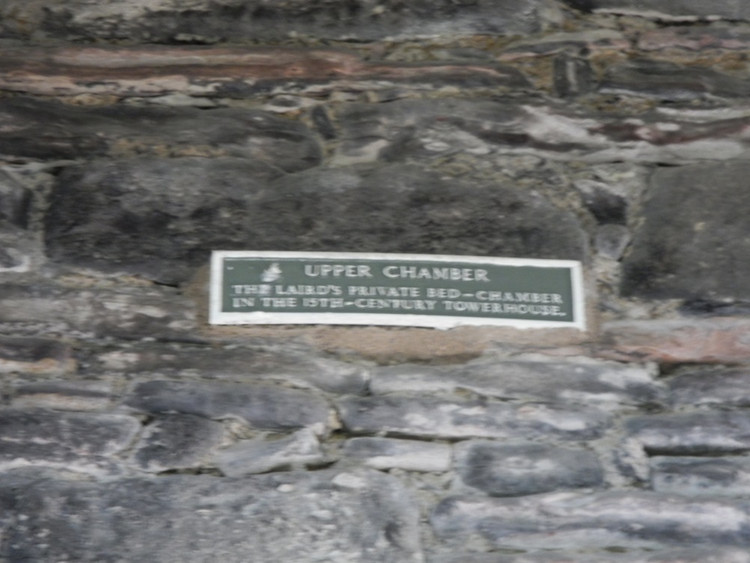 UPPER CHAMBER
THE LAIRD'S PRIVATE BED-CHAMBER
IN THE 15TH-CENTURY TOWERHOUSE.